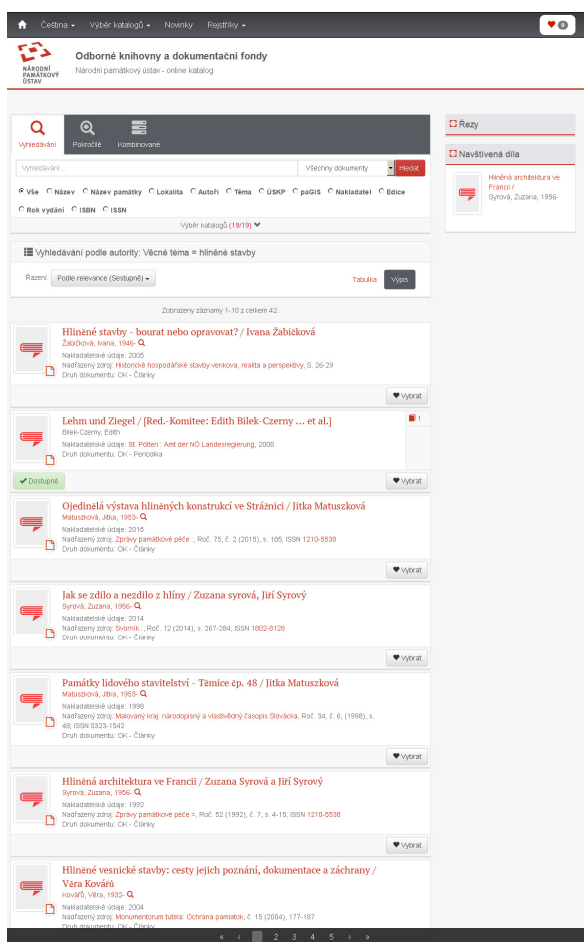 Čeština
Výběr katalogů
Novinky
Rejstříky
0
NÁRODNÍ
PAMÁTKOVÝ
ÚSTAV
Odborné knihovny a dokumentační fondy
Národní památkový ústav - online katalog
Vyhledávání
Pokročilé
Kombinované
Vyhledávání...
Všechny dokumenty
Hledat
Vše Název Název památky Lokalita Autoři Téma ÚSKP paGIS Nakladatel Edice
Rok vydání ISBN ISSN
Výběr katalogů (19/19)
Řezy
Navštívená díla
Hliněná architektura ve
Francii /
Syrová, Zuzana, 1956-
Vyhledávání podle autority: Věcné téma = hliněné stavby
Řazení: Podle relevance (Sestupně)
Tabulka
Výpis
Zobrazeny záznamy 1-10 z celkem 42.
Hliněné stavby - bourat nebo opravovat? / Ivana Žabičková
Žabičková, Ivana, 1946-
Nakladatelské údaje: 2005
Nadřazený zdroj: Historické hospodářské stavby venkova, realita a perspektivy, S. 26-29
Druh dokumentu: OK - Články
Vybrat
Lehm und Ziegel / [Red.-Komitee: Edith Bilek-Czerny ... et al.]
1
Bilek-Czerny, Edith
Nakladatelské údaje: St. Pölten : Amt der NÖ Landesregierung, 2008
Druh dokumentu: OK - Periodika
Dostupné
Vybrat
Ojedinělá výstava hliněných konstrukcí ve Strážnici / Jitka Matuszková
Matuszková, Jitka, 1953-
Nakladatelské údaje: 2015
Nadřazený zdroj: Zprávy památkové péče :, Roč. 75, č. 2 (2015), s. 185; ISSN 1210-5538
Druh dokumentu: OK - Články
Vybrat
Jak se zdilo a nezdilo z hlíny / Zuzana syrová, Jiří Syrový
Syrová, Zuzana, 1956-
Nakladatelské údaje: 2014
Nadřazený zdroj: Svorník :, Roč. 12 (2014), s. 267-284; ISSN 1802-8128
Druh dokumentu: OK - Články
Vybrat
Památky lidového stavitelství - Těmice čp. 48 / Jitka Matuszková
Matuszková, Jitka, 1953-
Nakladatelské údaje: 1998
Nadřazený zdroj: Malovaný kraj: národopisný a vlastivědný časopis Slovácka, Roč. 34, č. 6, (1998), s.
48; ISSN 0323-1542
Druh dokumentu: OK - Články
Vybrat
Hliněná architektura ve Francii / Zuzana Syrová a Jiří Syrový
Syrová, Zuzana, 1956-
Nakladatelské údaje: 1992
Nadřazený zdroj: Zprávy památkové péče =, Roč. 52 (1992), č. 7, s. 4-15; ISSN 1210-5538
Druh dokumentu: OK - Články
Vybrat
Hliněné vesnické stavby: cesty jejich poznání, dokumentace a záchrany /
Věra Kovářů
Kovářů, Věra, 1932-
Nakladatelské údaje: 2004
Nadřazený zdroj: Monumentorum tutela: Ochrana pamiatok, č. 15 (2004), 177-187
Druh dokumentu: OK - Články
« ‹ 1 2 3 4 5 › »